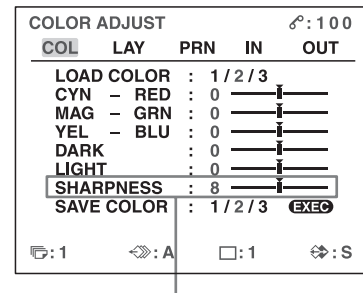 COLOR ADJUST :100
COL LAY PRN IN OUT
LOAD COLOR : 1/2/3
CYN – RED : 0
MAG – GRN : 0
YEL – BLU : 0
DARK : 0
LIGHT : 0
SHARPNESS : 8
SAVE COLOR : 1/2/3 EXEC
:1 :A :1 :S